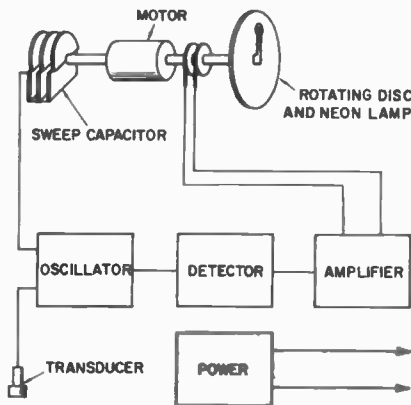 MOTOR
ROTATING DISC
AND NEON LAMP
SWEEP CAPACITOR
OSCILLATOR
DETECTOR
AMPLIFIER
TRANSDUCER
POWER